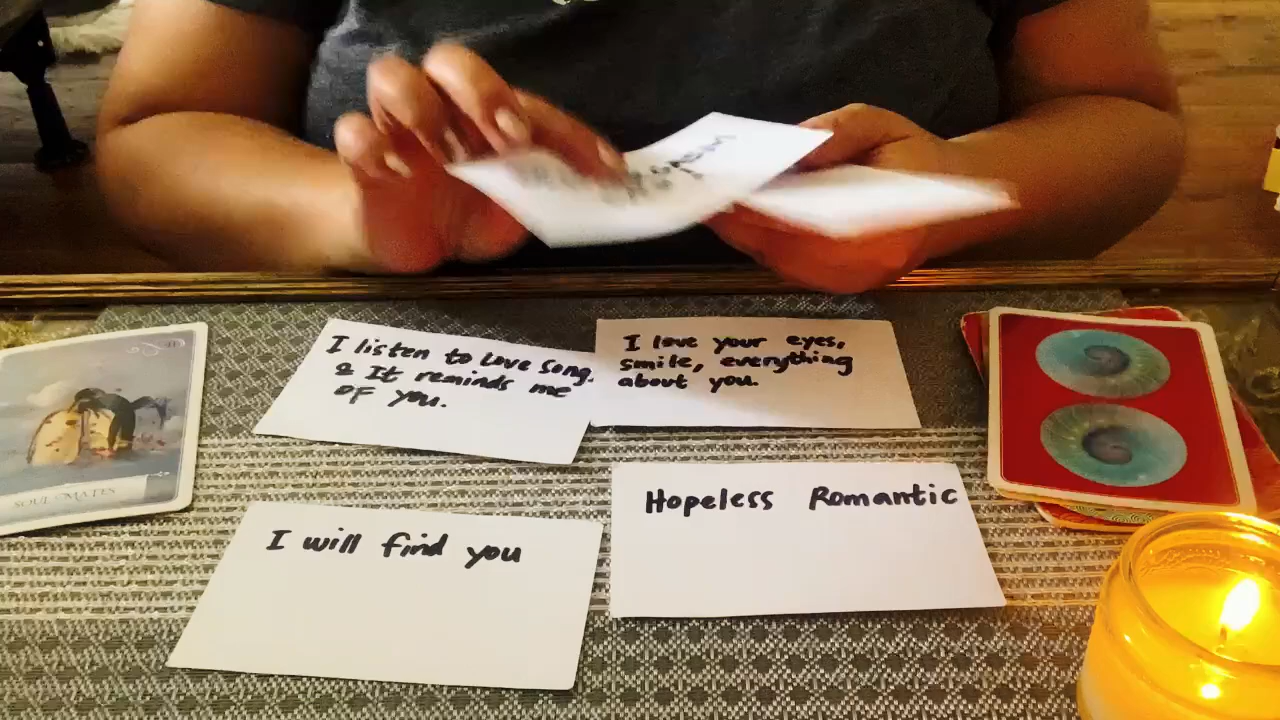 I listen to Love Song.
& It reminds me
OF you.
I love your eyes,
smile, everything
about you.
Hopeless Romantic
I will find you
SOUL MATES